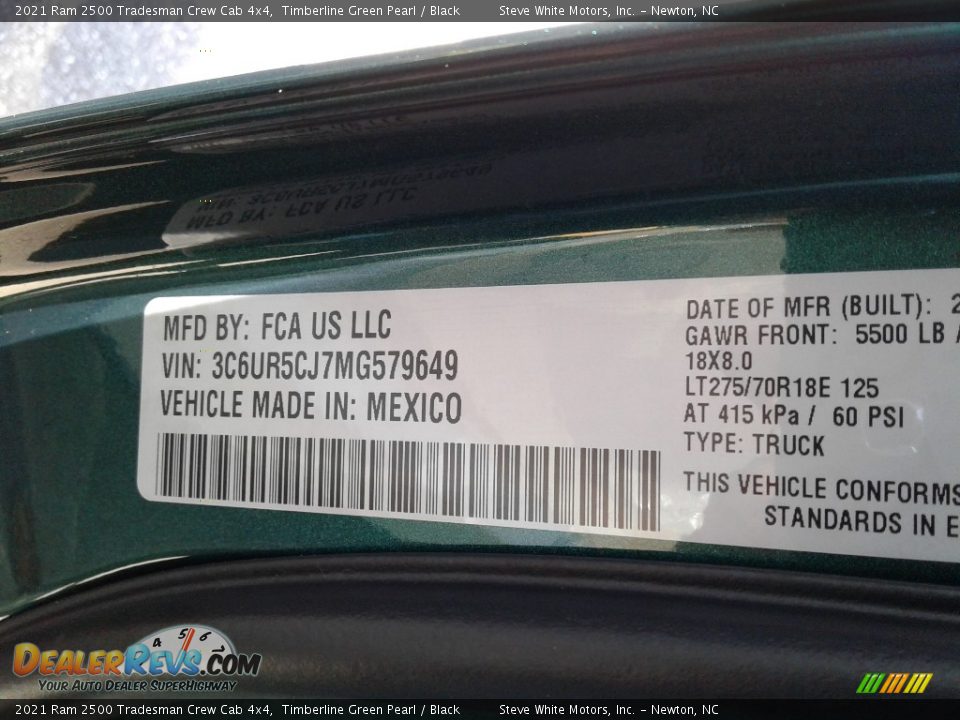 2021 Ram 2500 Tradesman Crew Cab 4x4, Timberline Green Pearl / Black Steve White Motors, Inc. - Newton, NC
MFD BY: FCA US LLC
VIN: 3C6UR5CJ7MG579649
VEHICLE MADE IN: MEXICO
DATE OF MFR (BUILT): 2
GAWR FRONT: 5500 LB
18X8.0
LT275/70R18E 125
AT 415 kPa / 60 PSI
TYPE: TRUCK
THIS VEHICLE CONFORMS
STANDARDS IN E
4 5 6
DEALERREVS.COM
YOUR AUTO DEALER SUPERHIGHWAY
2021 Ram 2500 Tradesman Crew Cab 4x4, Timberline Green Pearl / Black Steve White Motors, Inc. - Newton, NC